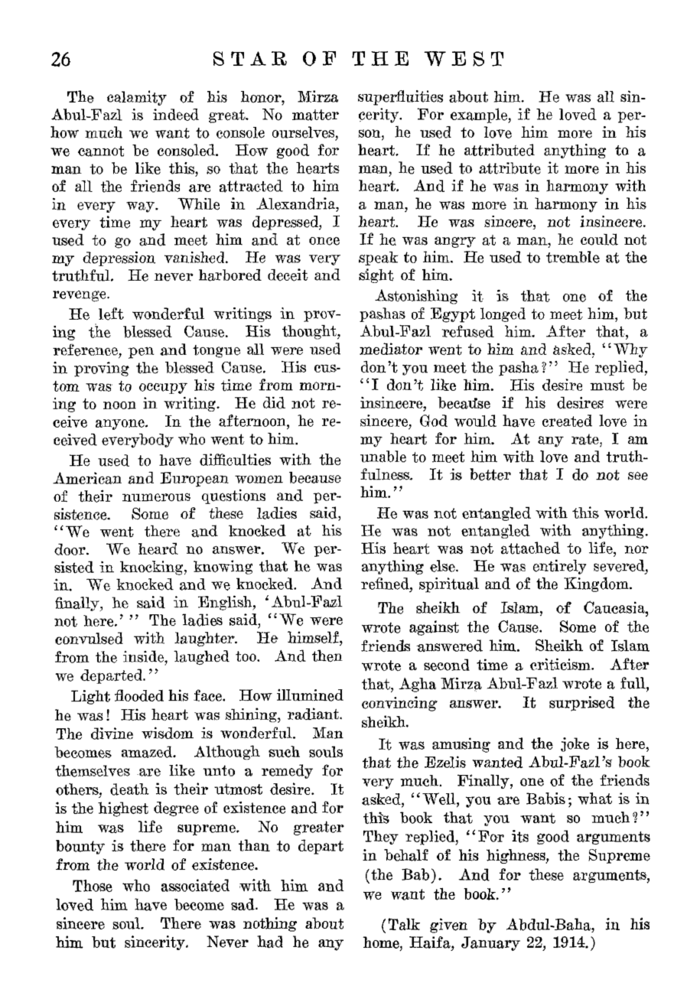 26
STAR OF THE WEST
The calamity of his honor, Mirza
Abul-Fazl is indeed great. No matter
how much we want to console ourselves,
we cannot be consoled. How good for
man to be like this, so that the hearts
of all the friends are attracted to him
in every way. While in Alexandria,
every time my heart was depressed, I
used to go and meet him and at once
my depression vanished. He was very
truthful. He never harbored deceit and
revenge.
He left wonderful writings in prov-
ing the blessed Cause. His thought,
reference, pen and tongue all were used
in proving the blessed Cause. His cus-
tom was to occupy his time from morn-
ing to noon in writing. He did not re-
ceive anyone. In the afternoon, he re-
ceived everybody who went to him.
He used to have difficulties with the
American and European women because
of their numerous questions and per-
sistence. Some of these ladies said,
"We went there and knocked at his
door. We heard no answer. We per-
sisted in knocking, knowing that he was
in. We knocked and we knocked. And
finally, he said in English, 'Abul-Fazl
not here.' " The ladies said, "We were
convulsed with laughter. He himself,
from the inside, laughed too. And then
we departed."
Light flooded his face. How illumined
he was! His heart was shining, radiant.
The divine wisdom is wonderful. Man
becomes amazed. Although such souls
themselves are like unto a remedy for
others, death is their utmost desire. It
is the highest degree of existence and for
him was life supreme. No greater
bounty is there for man than to depart
from the world of existence.
Those who associated with him and
loved him have become sad. He was a
sincere soul. There was nothing about
him but sincerity. Never had he any
superfluities about him. He was all sin-
cerity. For example, if he loved a per-
son, he used to love him more in his
heart. If he attributed anything to a
man, he used to attribute it more in his
heart. And if he was in harmony with
a man, he was more in harmony in his
heart. He was sincere, not insincere.
If he was angry at a man, he could not
speak to him. He used to tremble at the
sight of him.
Astonishing it is that one of the
pashas of Egypt longed to meet him, but
Abul-Fazl refused him. After that, a
mediator went to him and asked, "Why
don't you meet the pasha?" He replied,
"I don't like him. His desire must be
insincere, because if his desires were
sincere, God would have created love in
my heart for him. At any rate, I am
unable to meet him with love and truth-
fulness. It is better that I do not see
him."
He was not entangled with this world.
He was not entangled with anything.
His heart was not attached to life, nor
anything else. He was entirely severed,
refined, spiritual and of the Kingdom.
The sheikh of Islam, of Caucasia,
wrote against the Cause. Some of the
friends answered him. Sheikh of Islam
wrote a second time a criticism. After
that, Agha Mirza Abul-Fazl wrote a full,
convincing answer. It surprised the
sheikh.
It was amusing and the joke is here,
that the Ezelis wanted Abul-Fazl's book
very much. Finally, one of the friends
asked, "Well, you are Babis; what is in
this book that you want so much?"
They replied, "For its good arguments
in behalf of his highness, the Supreme
(the Bab). And for these arguments,
we want the book."
(Talk given by Abdul-Baha, in his
home, Haifa, January 22, 1914.)